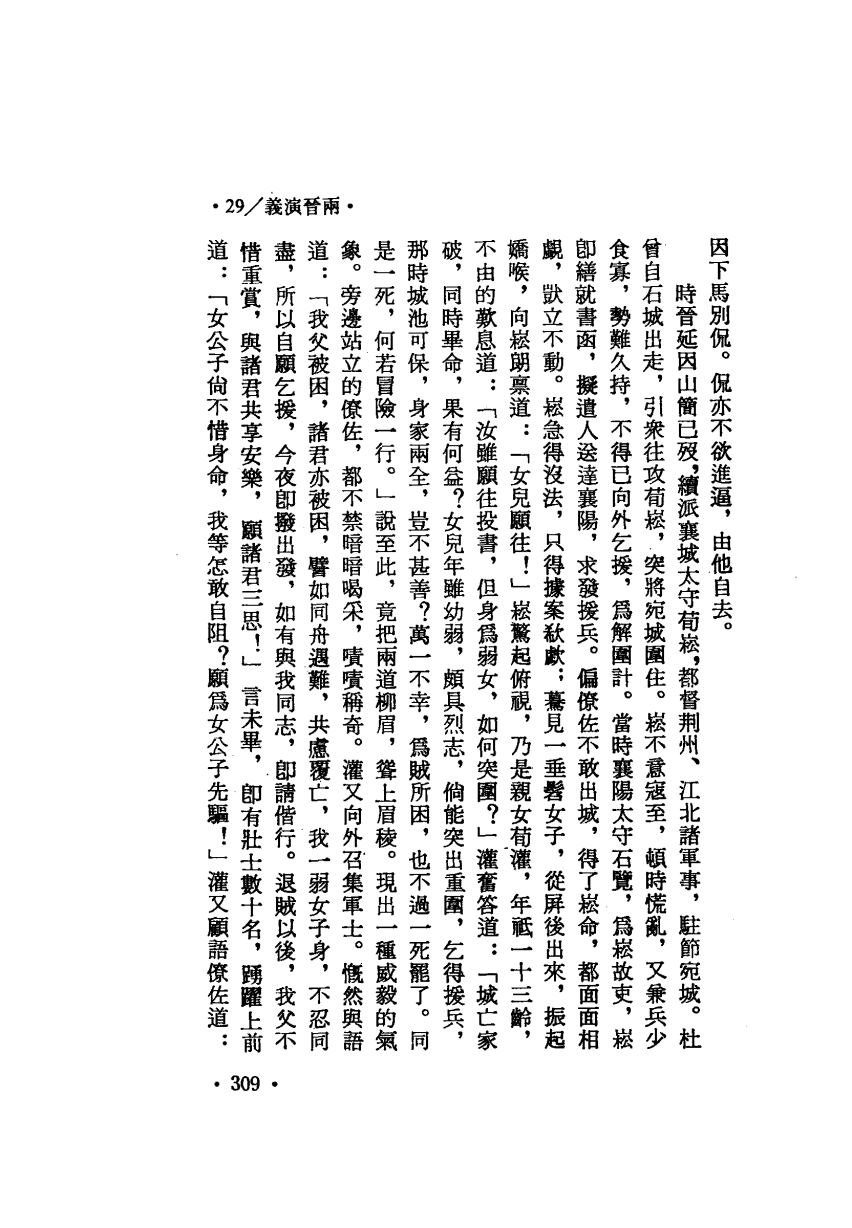 ·29／義演晉兩·
因下馬別侃。侃亦不欲進逼，由他自去。
時晉延因山簡已歿，續派襄城太守荀崧，都督荆州、江北諸軍事，駐節宛城。杜
曾自石城出走，引衆往攻荀崧，突將宛城圍住。崧不意寇至，頓時慌亂，又兼兵少
食寡，勢難久持，不得已向外乞援，爲解圍計。當時襄陽太守石覽，爲崧故吏，崧
卽繕就書函，擬遣人送達襄陽，求發援兵。偏僚佐不敢出城，得了崧命，都面面相
覷，獃立不動。崧急得沒法，只得據案欷歔；驀見一垂髫女子，從屏後出來，振起
嬌喉，向崧朗禀道：「女兒願往！」崧驚起俯視，乃是親女荀灌，年祗一十三齡，
不由的歎息道：「汝雖願往投書，但身爲弱女，如何突圍？」灌奮答道：「城亡家
破，同時畢命，果有何益？女兒年雖幼弱，頗具烈志，倘能突出重圍，乞得援兵，
那時城池可保，身家兩全，豈不甚善？萬一不幸，爲賊所困，也不過一死罷了。同
是一死，何若冒險一行。」說至此，竟把兩道柳眉，聳上眉稜。現出一種威毅的氣
象。旁邊站立的僚佐，都不禁暗暗喝采，嘖嘖稱奇。灌又向外召集軍士。慨然與語
道：「我父被困，諸君亦被困，譬如同舟遇難，共慮覆亡，我一弱女子身，不忍同
盡，所以自願乞援，今夜卽撥出發，如有與我同志，卽請偕行。退賊以後，我父不
惜重賞，與諸君共享安樂，願諸君三思！」言未畢，卽有壯士數十名，踴躍上前
道：「女公子尙不惜身命，我等怎敢自阻？願爲女公子先驅！」灌又顧語僚佐道：
·309·